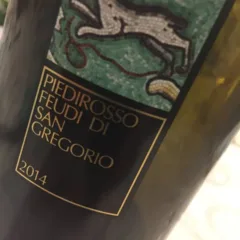 PIEDIROSSO
FEUDI DI
SAN
GREGORIO
2014